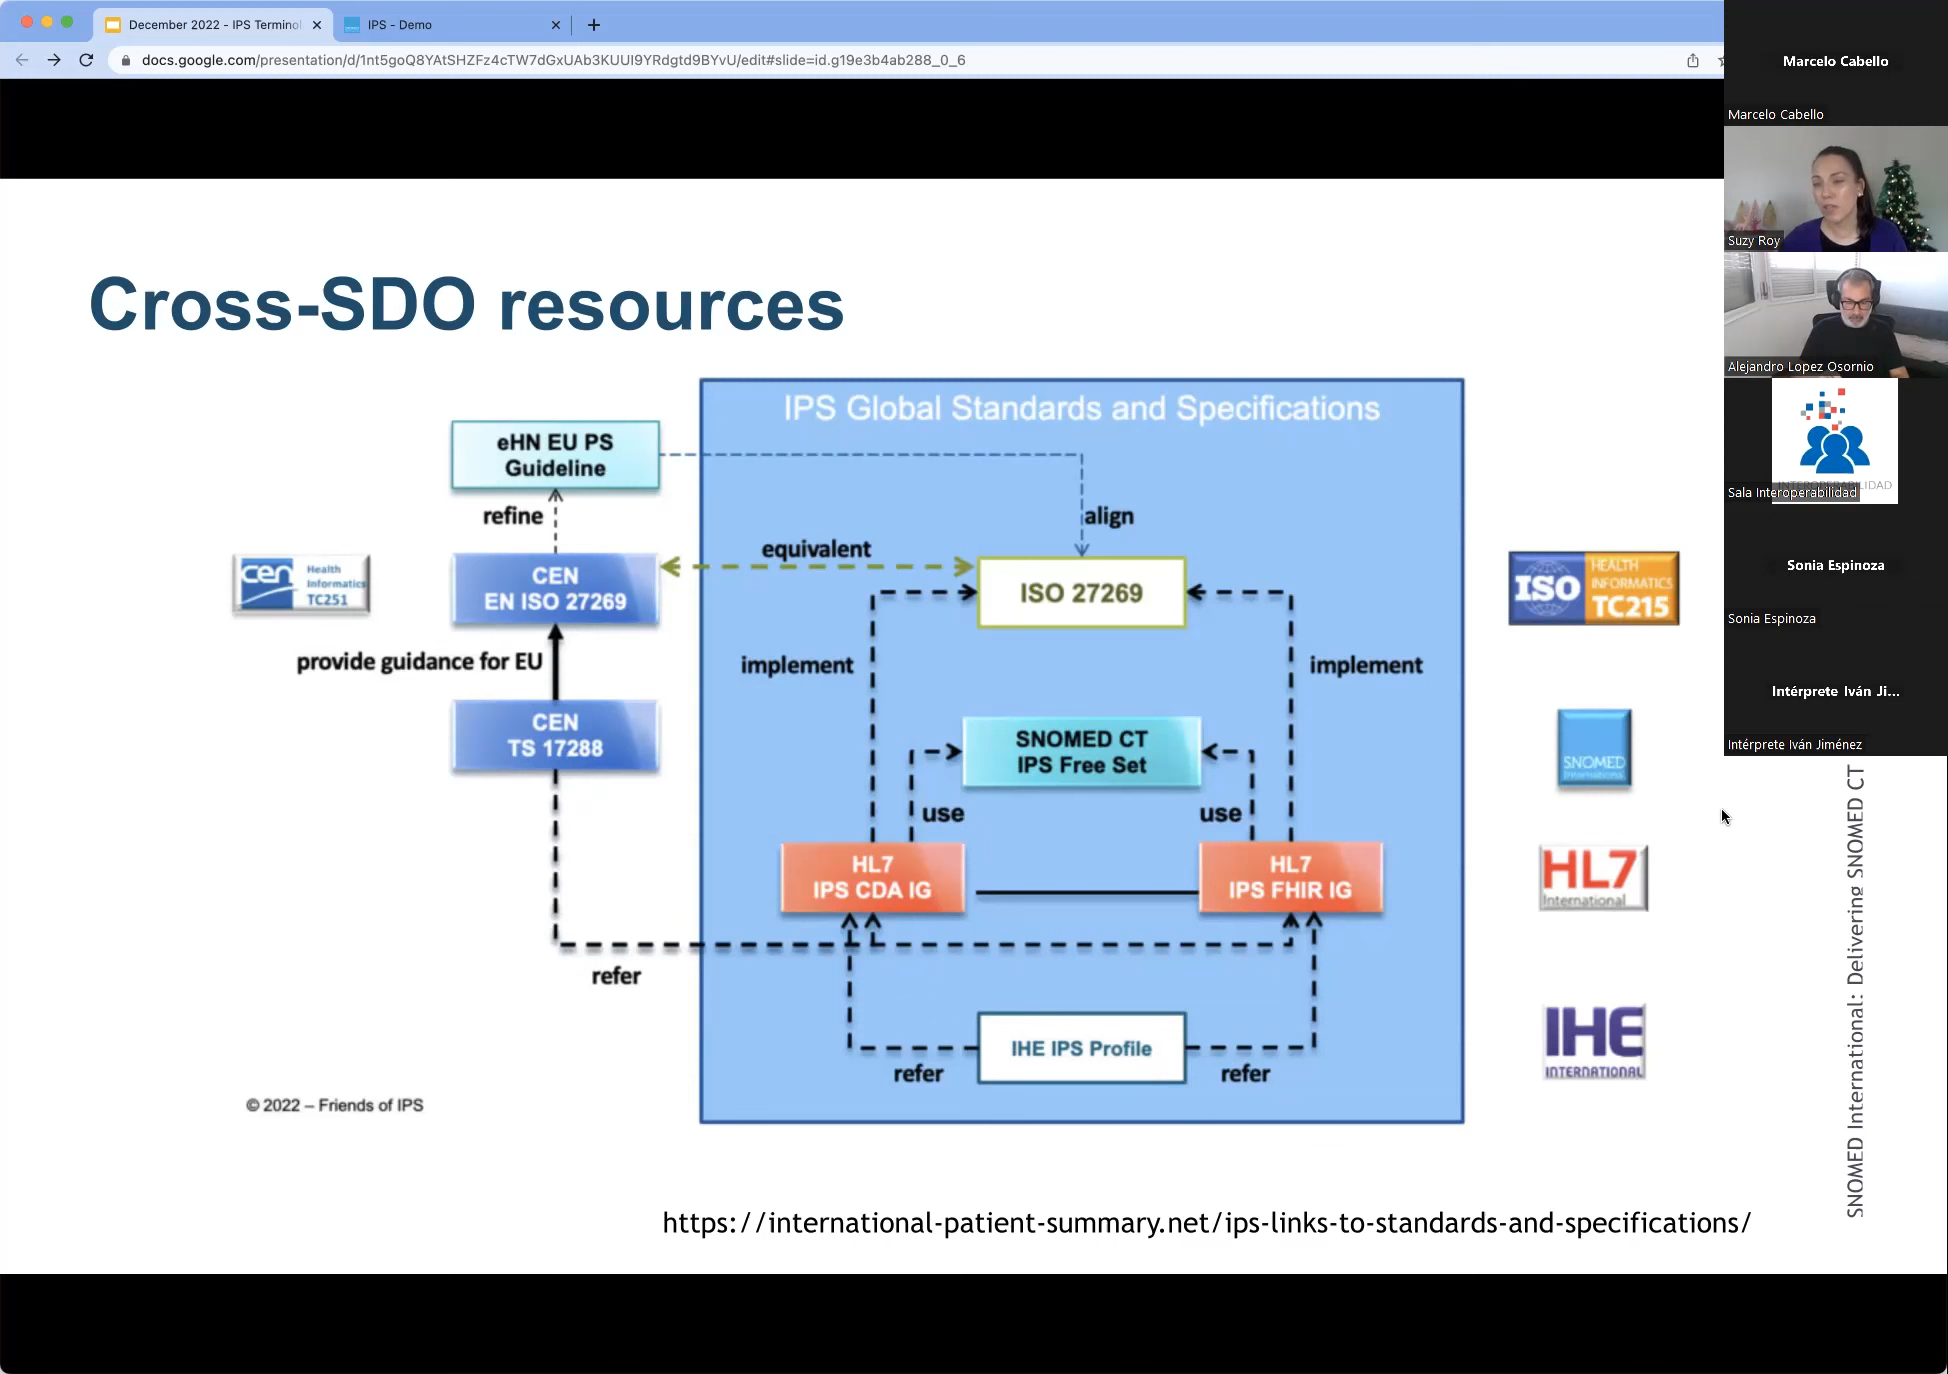 December 2022 - IPS Terminol
IPS - Demo
docs.google.com/presentation/d/1nt5goQ8YAtSHZFz4cTW7dGxUAb3KUUI9YRdgtd9BYvU/edit#slide=id.g19e3b4ab288_0_6
Marcelo Cabello
Marcelo Cabello
Suzy Roy
Alejandro Lopez Osornio
INTEROPERABILIDAD
Sala Interoperabilidad
Sonia Espinoza
Sonia Espinoza
Intérprete Iván Ji...
Intérprete Iván Jiménez
Cross-SDO resources
IPS Global Standards and Specifications
eHN EU PS
Guideline
refine
align
equivalent
cen
Health
Informatics
TC251
CEN
EN ISO 27269
ISO 27269
ISO
HEALTH
INFORMATICS
TC215
provide guidance for EU
implement
implement
CEN
TS 17288
SNOMED CT
IPS Free Set
SNOMED
International
use
use
HL7
IPS CDA IG
HL7
IPS FHIR IG
HL7
International
refer
IHE IPS Profile
refer
refer
IHE
INTERNATIONAL
© 2022 – Friends of IPS
https://international-patient-summary.net/ips-links-to-standards-and-specifications/
SNOMED International: Delivering SNOMED CT